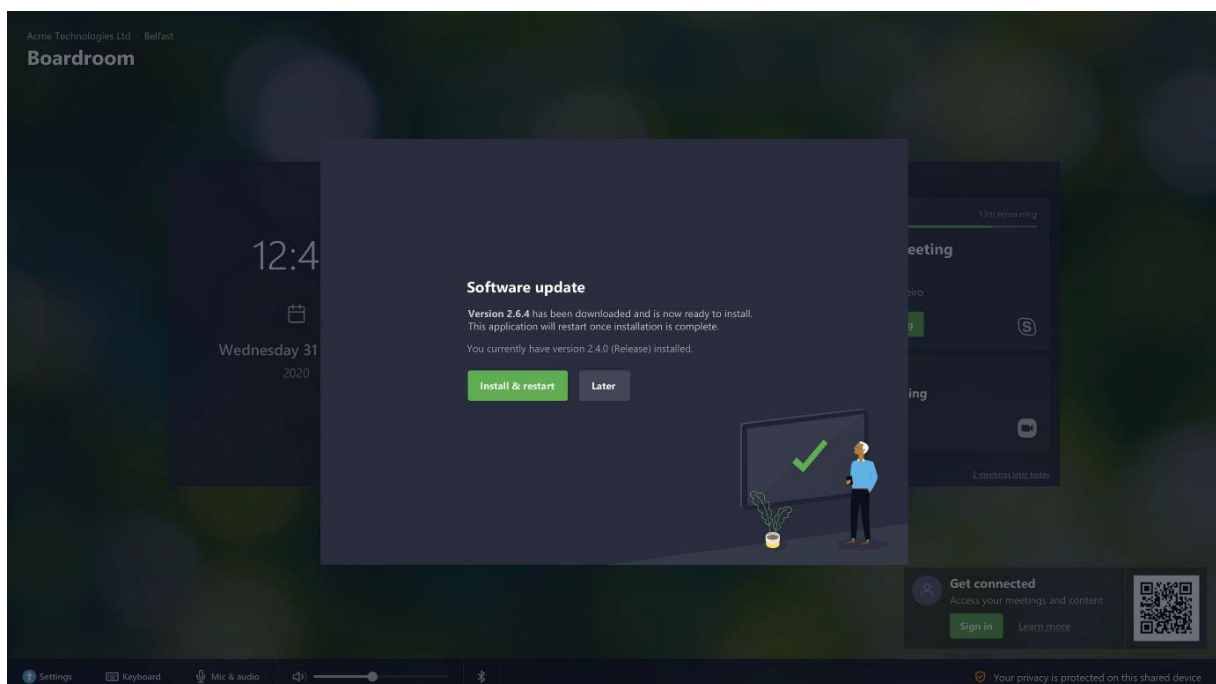 Acme Technologies Ltd · Belfast
Boardroom
12:4
Wednesday 31
2020
Software update
Version 2.6.4 has been downloaded and is now ready to install.
This application will restart once installation is complete.
You currently have version 2.4.0 (Release) installed.
Install & restart
Later
13m remaining
eeting
eiro
g
ing
2 meetings later today
Get connected
Access your meetings and content
Sign in
Learn more
Settings
Keyboard
Mic & audio
Your privacy is protected on this shared device